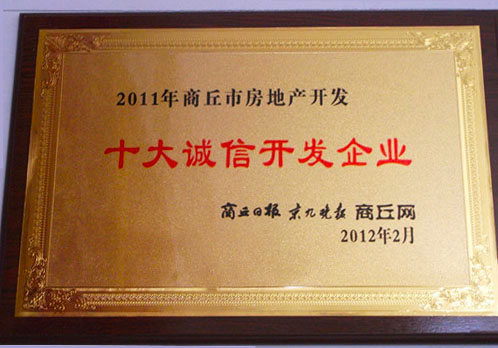 2011年商丘市房地产开发
十大诚信开发企业
商丘日报 京九晚报 商丘网
2012年2月